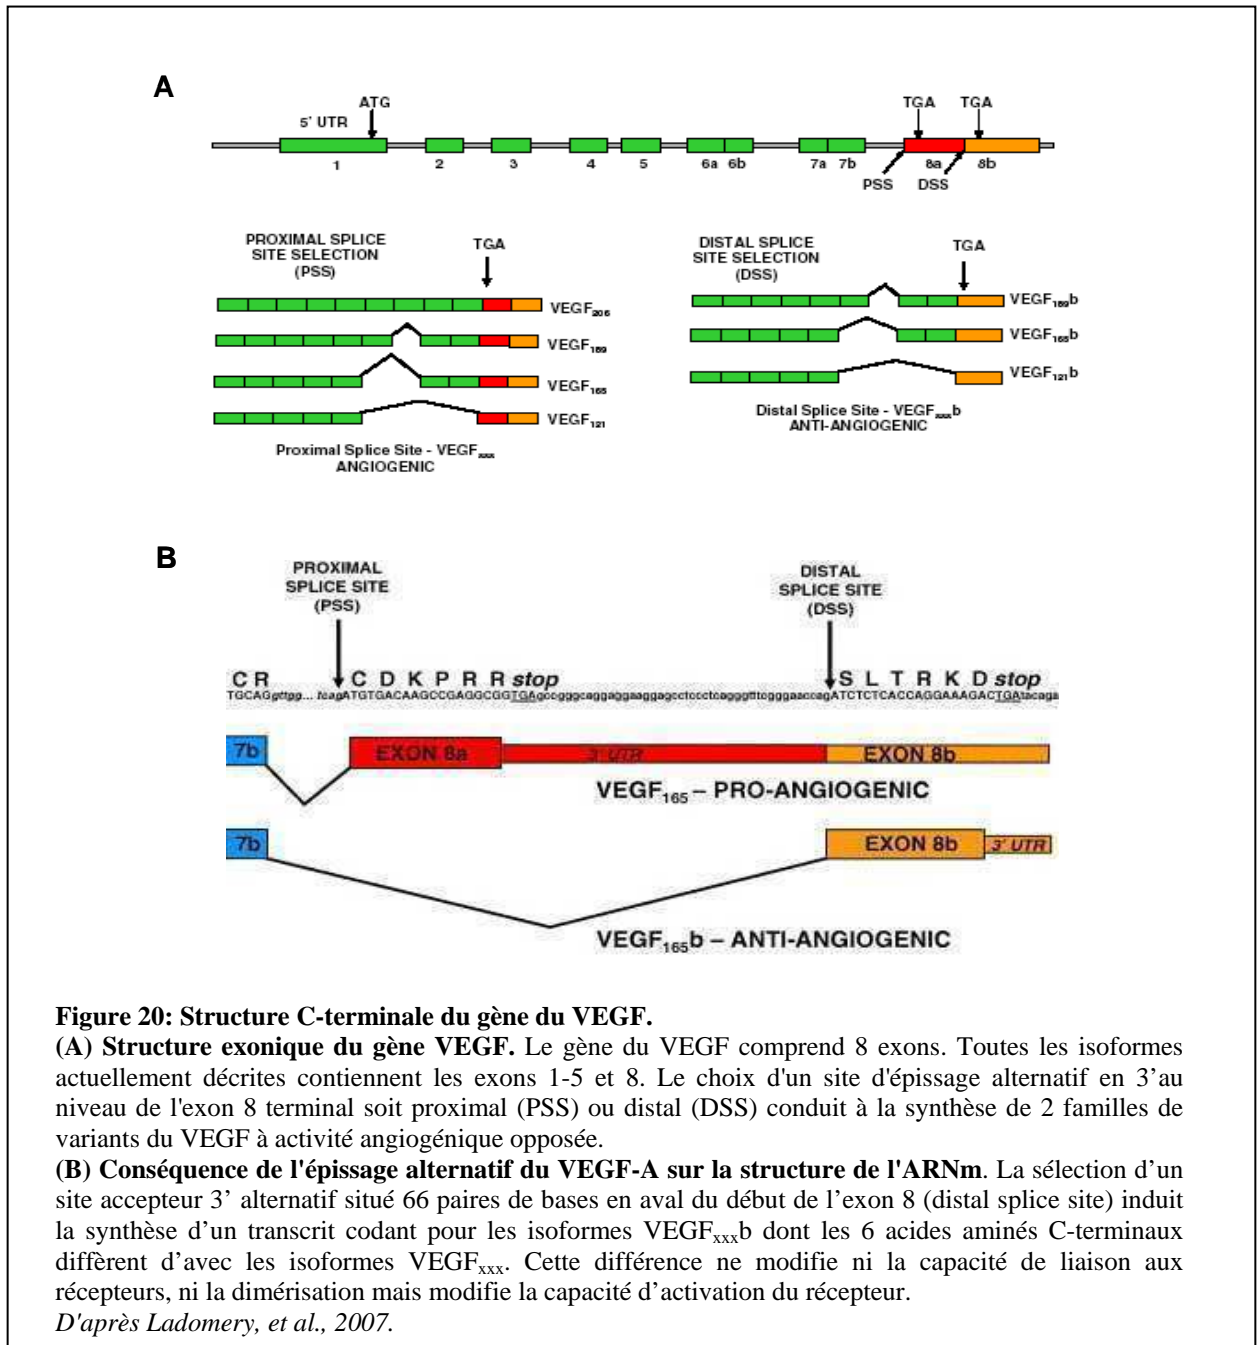 A
ATG
TGA TGA
5' UTR
1 2 3 4 5 6a 6b 7a 7b 8a 8b
PSS DSS
PROXIMAL SPLICE
SITE SELECTION
(PSS)
TGA
VEGF206
VEGF189
VEGF165
VEGF121
Proximal Splice Site - VEGFxxx
ANGIOGENIC
DISTAL SPLICE
SITE SELECTION
(DSS)
TGA
VEGF189b
VEGF165b
VEGF121b
Distal Splice Site - VEGFxxxb
ANTI-ANGIOGENIC
B
PROXIMAL
SPLICE SITE
(PSS)
DISTAL
SPLICE SITE
(DSS)
C R C D K P R R stop S L T R K D stop
TGCAGgttgg... tcagATGTGACAAGCCGAGGCGGTGAgccgggcaggaggaaggagcctccctcagggtttcgggaaccagATCTCTCACCAGGAAAGACTGAtacaga
7b EXON 8a 3' UTR EXON 8b
VEGF165 – PRO-ANGIOGENIC
7b EXON 8b 3' UTR
VEGF165b – ANTI-ANGIOGENIC
Figure 20: Structure C-terminale du gène du VEGF.
(A) Structure exonique du gène VEGF. Le gène du VEGF comprend 8 exons. Toutes les isoformes
actuellement décrites contiennent les exons 1-5 et 8. Le choix d'un site d'épissage alternatif en 3'au
niveau de l'exon 8 terminal soit proximal (PSS) ou distal (DSS) conduit à la synthèse de 2 familles de
variants du VEGF à activité angiogénique opposée.
(B) Conséquence de l'épissage alternatif du VEGF-A sur la structure de l'ARNm. La sélection d'un
site accepteur 3' alternatif situé 66 paires de bases en aval du début de l'exon 8 (distal splice site) induit
la synthèse d'un transcrit codant pour les isoformes VEGFxxxb dont les 6 acides aminés C-terminaux
diffèrent d'avec les isoformes VEGFxxx. Cette différence ne modifie ni la capacité de liaison aux
récepteurs, ni la dimérisation mais modifie la capacité d'activation du récepteur.
D'après Ladomery, et al., 2007.